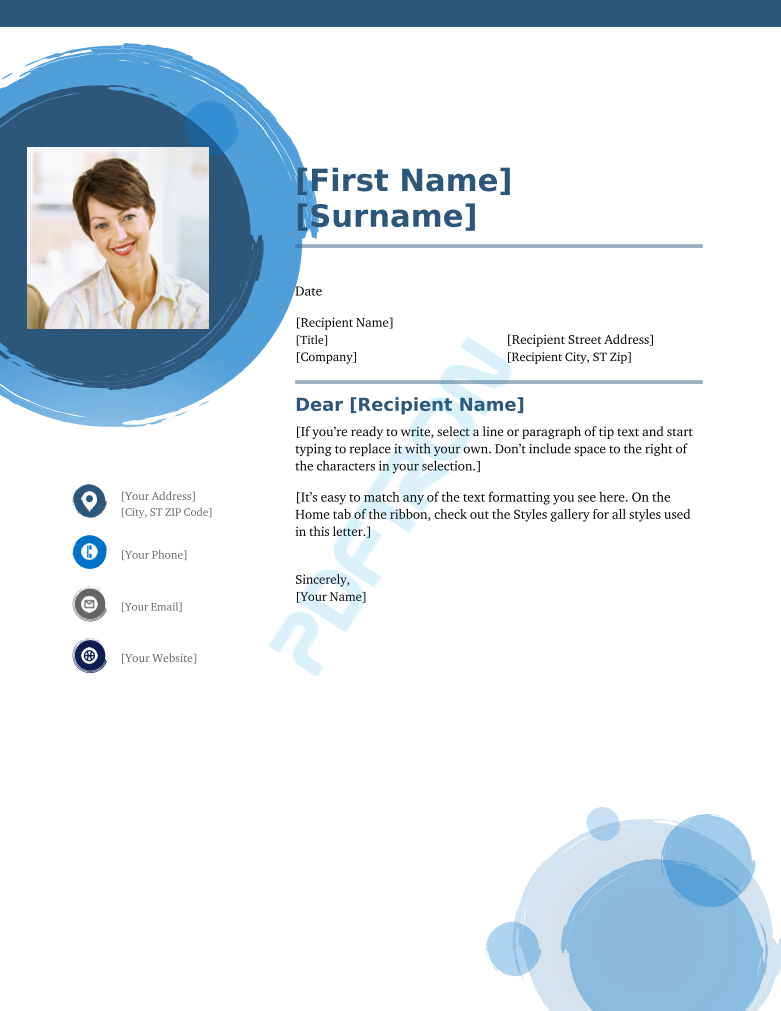 [First Name]
[Surname]
Date
[Recipient Name]
[Title]
[Company]
[Recipient Street Address]
[Recipient City, ST Zip]
Dear [Recipient Name]
[If you’re ready to write, select a line or paragraph of tip text and start
typing to replace it with your own. Don’t include space to the right of
the characters in your selection.]
[It’s easy to match any of the text formatting you see here. On the
Home tab of the ribbon, check out the Styles gallery for all styles used
in this letter.]
Sincerely,
[Your Name]
[Your Address]
[City, ST ZIP Code]
[Your Phone]
[Your Email]
[Your Website]
PDFTRON